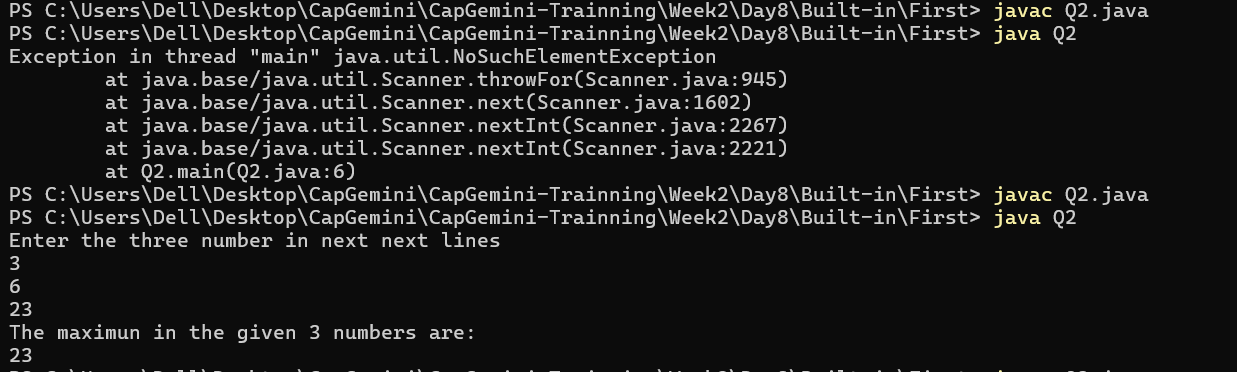 PS C:\Users\Dell\Desktop\CapGemini\CapGemini-Trainning\Week2\Day8\Built-in\First> javac Q2.java
PS C:\Users\Dell\Desktop\CapGemini\CapGemini-Trainning\Week2\Day8\Built-in\First> java Q2
Exception in thread "main" java.util.NoSuchElementException
        at java.base/java.util.Scanner.throwFor(Scanner.java:945)
        at java.base/java.util.Scanner.next(Scanner.java:1602)
        at java.base/java.util.Scanner.nextInt(Scanner.java:2267)
        at java.base/java.util.Scanner.nextInt(Scanner.java:2221)
        at Q2.main(Q2.java:6)
PS C:\Users\Dell\Desktop\CapGemini\CapGemini-Trainning\Week2\Day8\Built-in\First> javac Q2.java
PS C:\Users\Dell\Desktop\CapGemini\CapGemini-Trainning\Week2\Day8\Built-in\First> java Q2
Enter the three number in next next lines
3
6
23
The maximun in the given 3 numbers are:
23